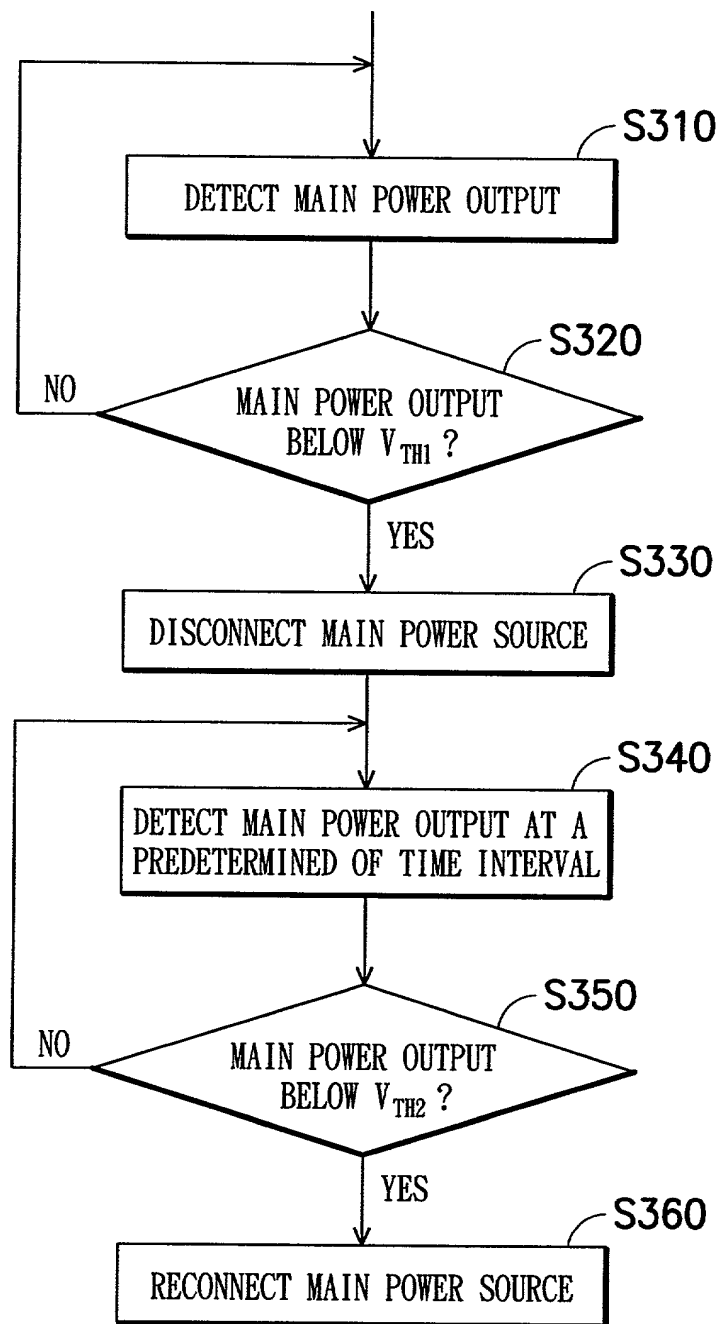 S310
DETECT MAIN POWER OUTPUT
S320
MAIN POWER OUTPUT
BELOW V_TH1 ?
NO
YES
S330
DISCONNECT MAIN POWER SOURCE
S340
DETECT MAIN POWER OUTPUT AT A
PREDETERMINED OF TIME INTERVAL
S350
MAIN POWER OUTPUT
BELOW V_TH2 ?
NO
YES
S360
RECONNECT MAIN POWER SOURCE